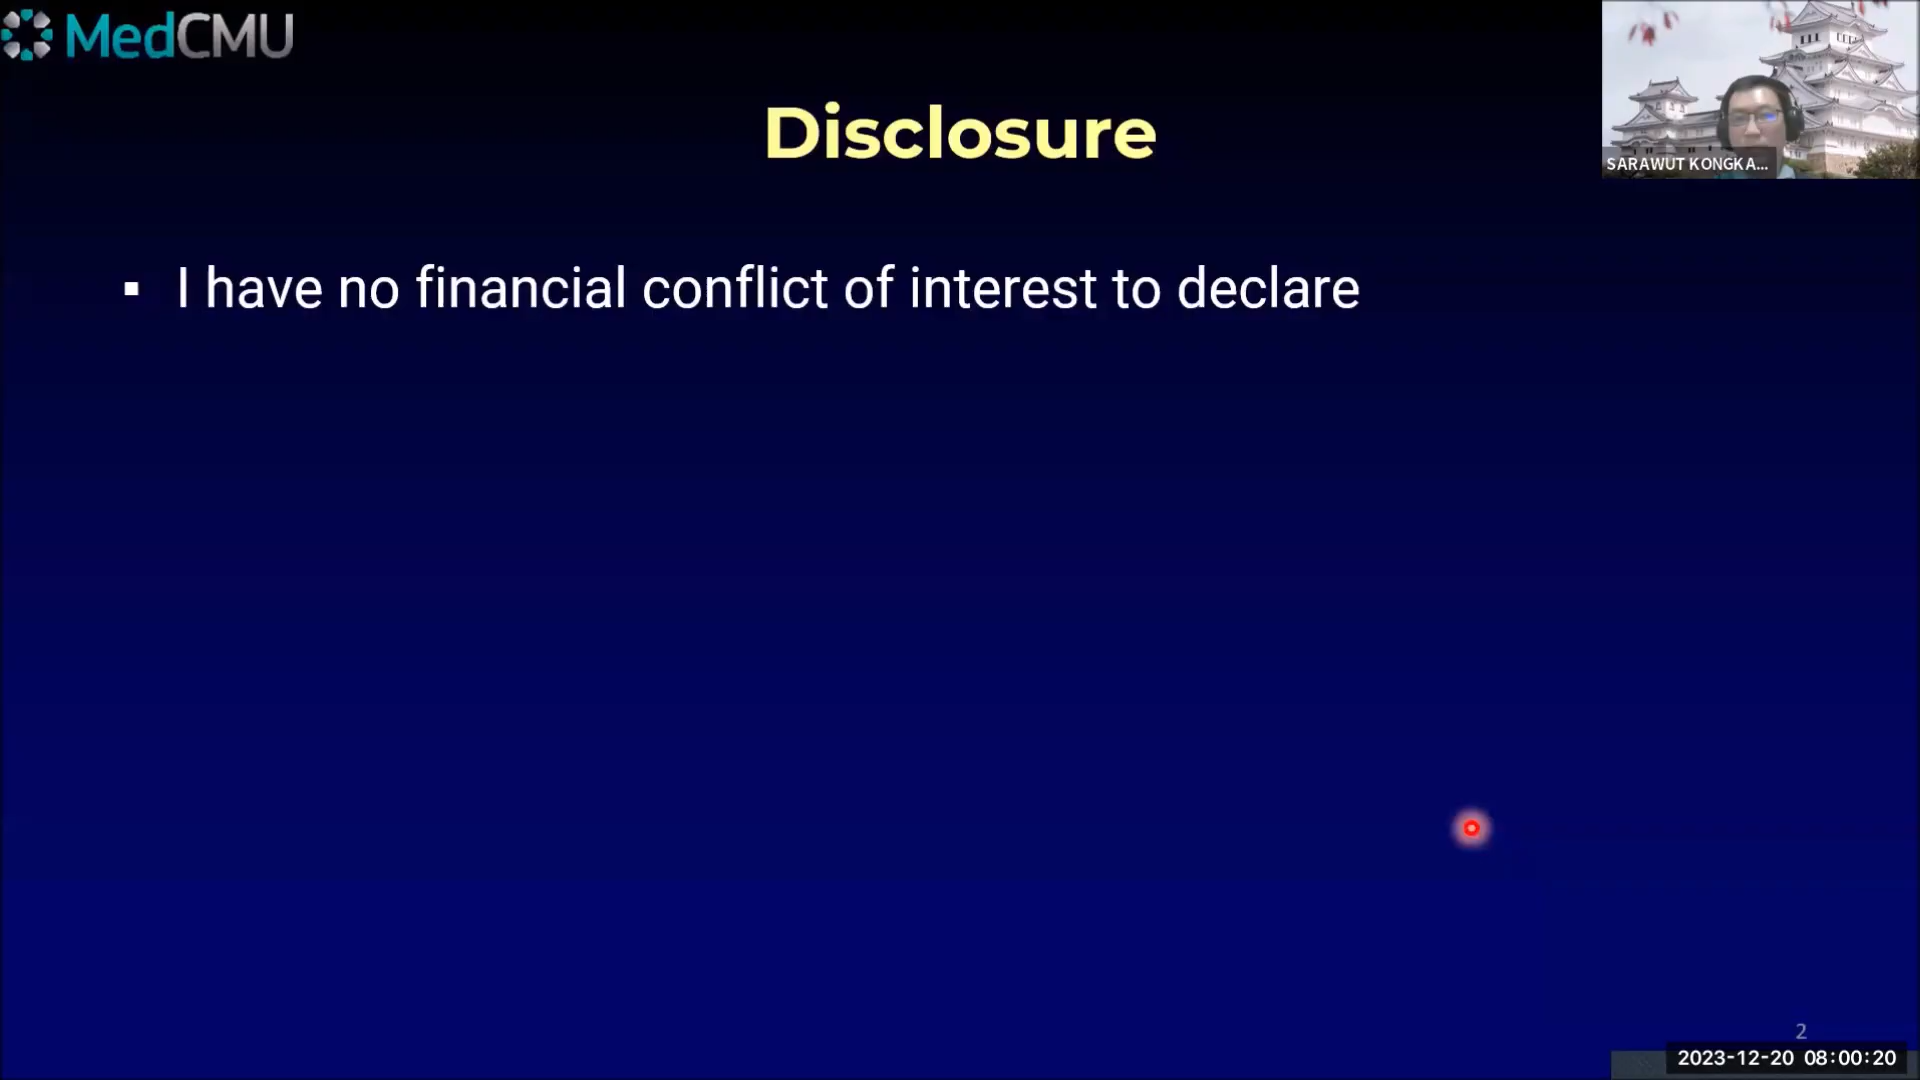 MedCMU
Disclosure
SARAWUT KONGKA...
▪ I have no financial conflict of interest to declare
2
2023-12-20 08:00:20